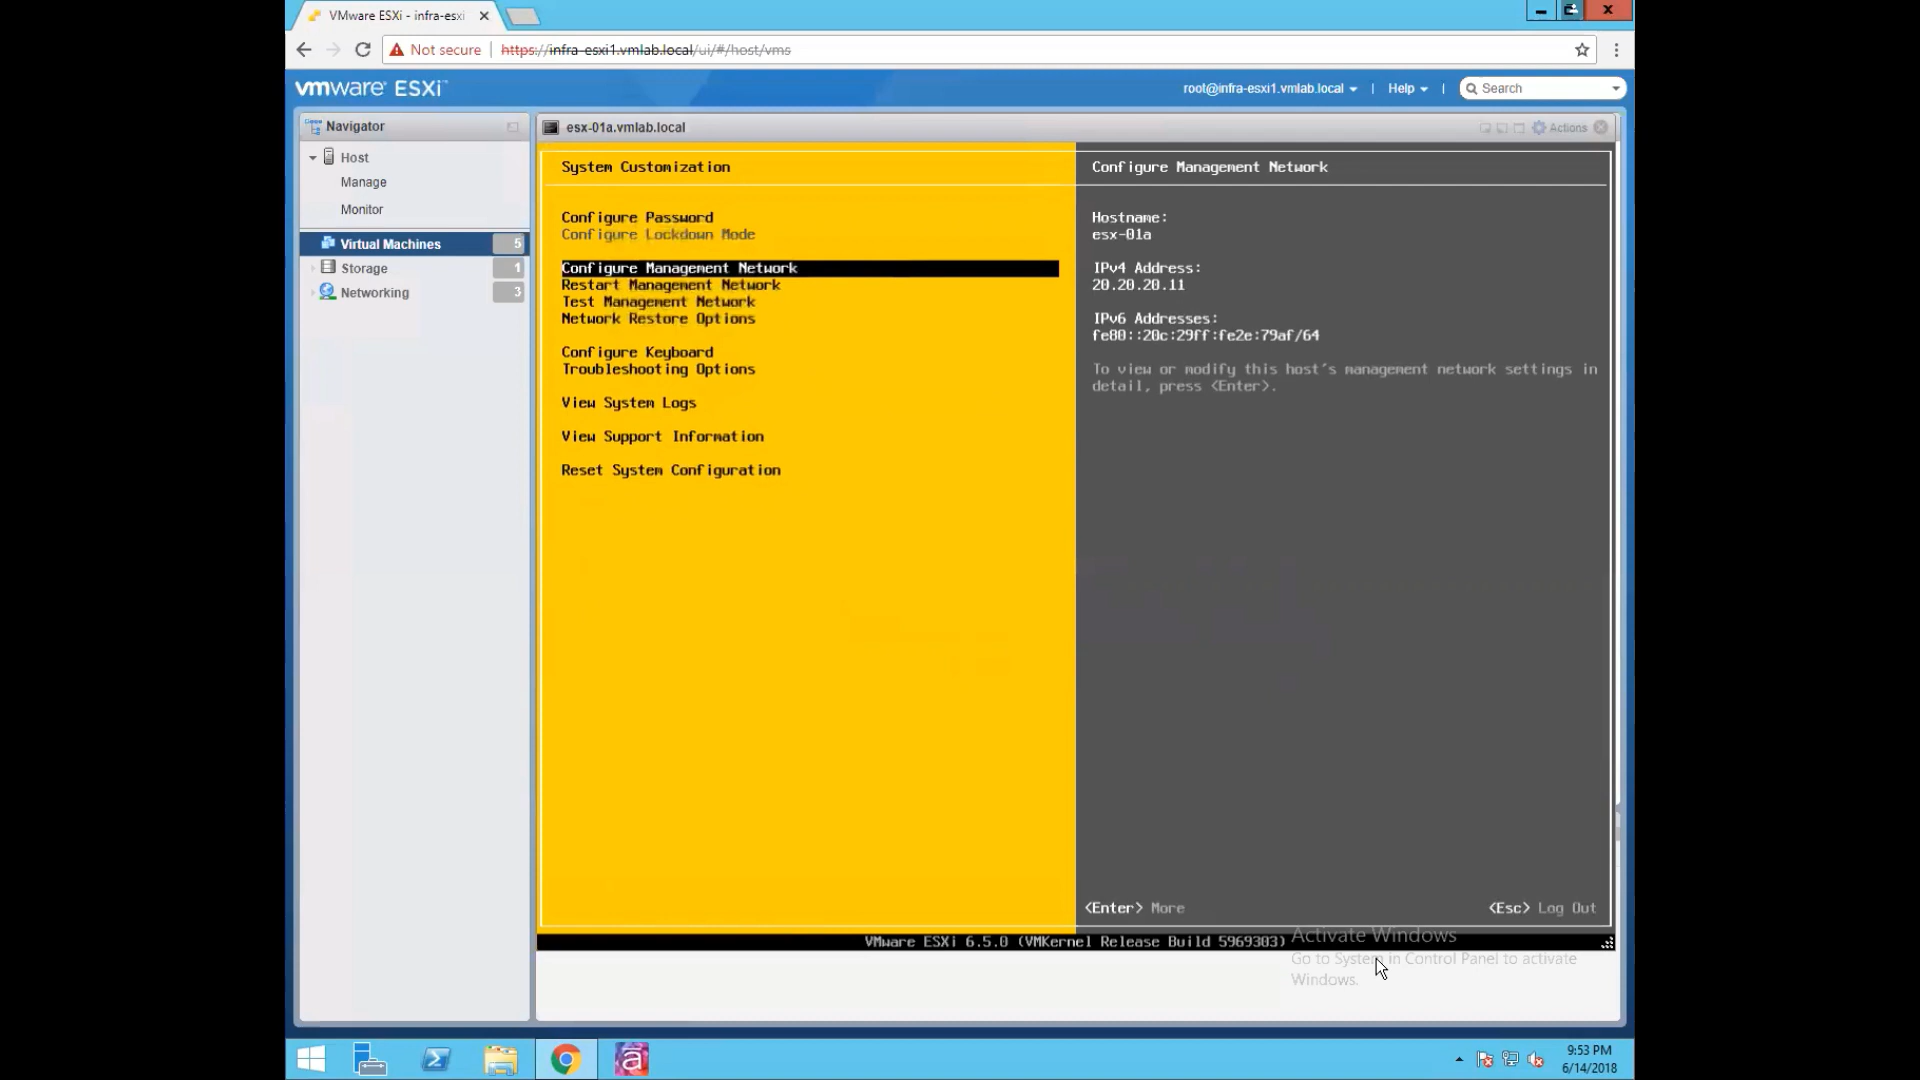 VMware ESXi - infra-esxi
Not secure | https://infra-esxi1.vmlab.local/ui/#/host/vms
vmware ESXi™
root@infra-esxi1.vmlab.local | Help | Search
Navigator
Host
Manage
Monitor
Virtual Machines 5
Storage 1
Networking 3
esx-01a.vmlab.local
Actions
System Customization
Configure Password
Configure Lockdown Mode
Configure Management Network
Restart Management Network
Test Management Network
Network Restore Options
Configure Keyboard
Troubleshooting Options
View System Logs
View Support Information
Reset System Configuration
Configure Management Network
Hostname:
esx-01a
IPv4 Address:
20.20.20.11
IPv6 Addresses:
fe80::20c:29ff:fe2e:79af/64
To view or modify this host's management network settings in
detail, press <Enter>.
<Enter> More
<Esc> Log Out
VMware ESXi 6.5.0 (VMKernel Release Build 5969303)
Activate Windows
Go to System in Control Panel to activate
Windows.
9:53 PM
6/14/2018